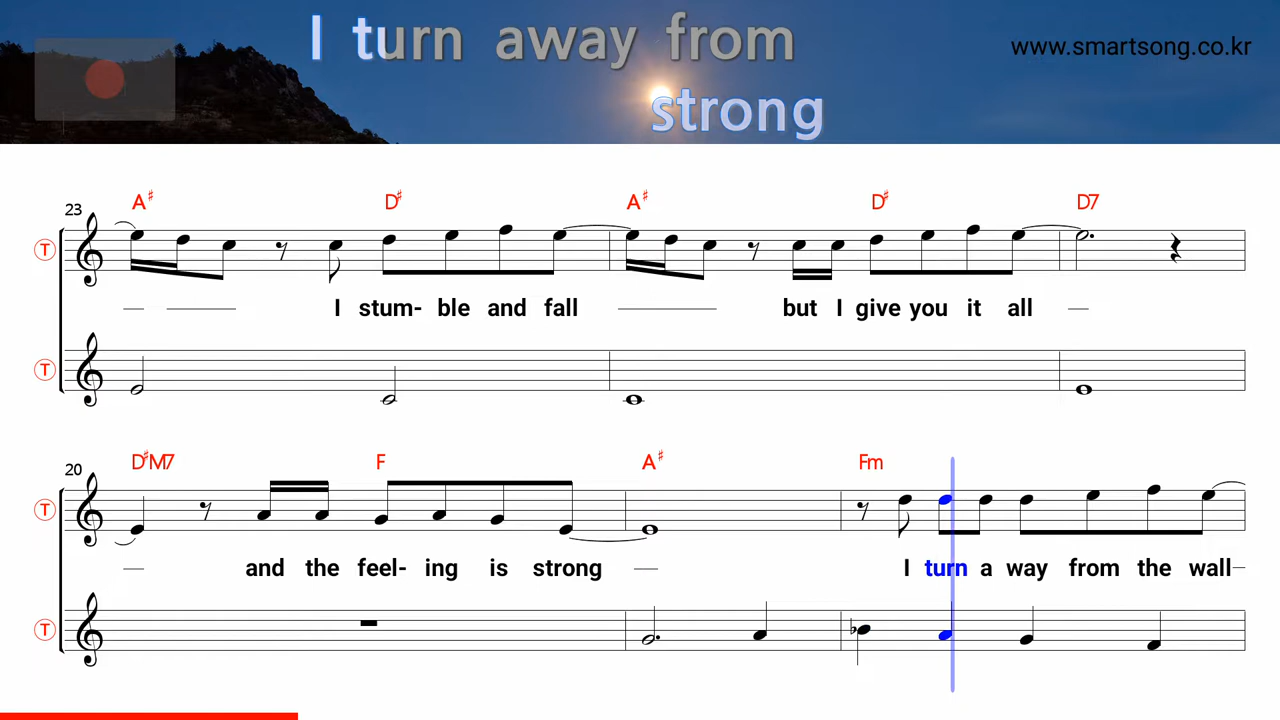 I turn away from
www.smartsong.co.kr
strong
A♯ D♯ A♯ D♯ D7
23
T
I stum- ble and fall but I give you it all
T
D♯M7 F A♯ Fm
20
T
and the feel- ing is strong I turn a way from the wall
T